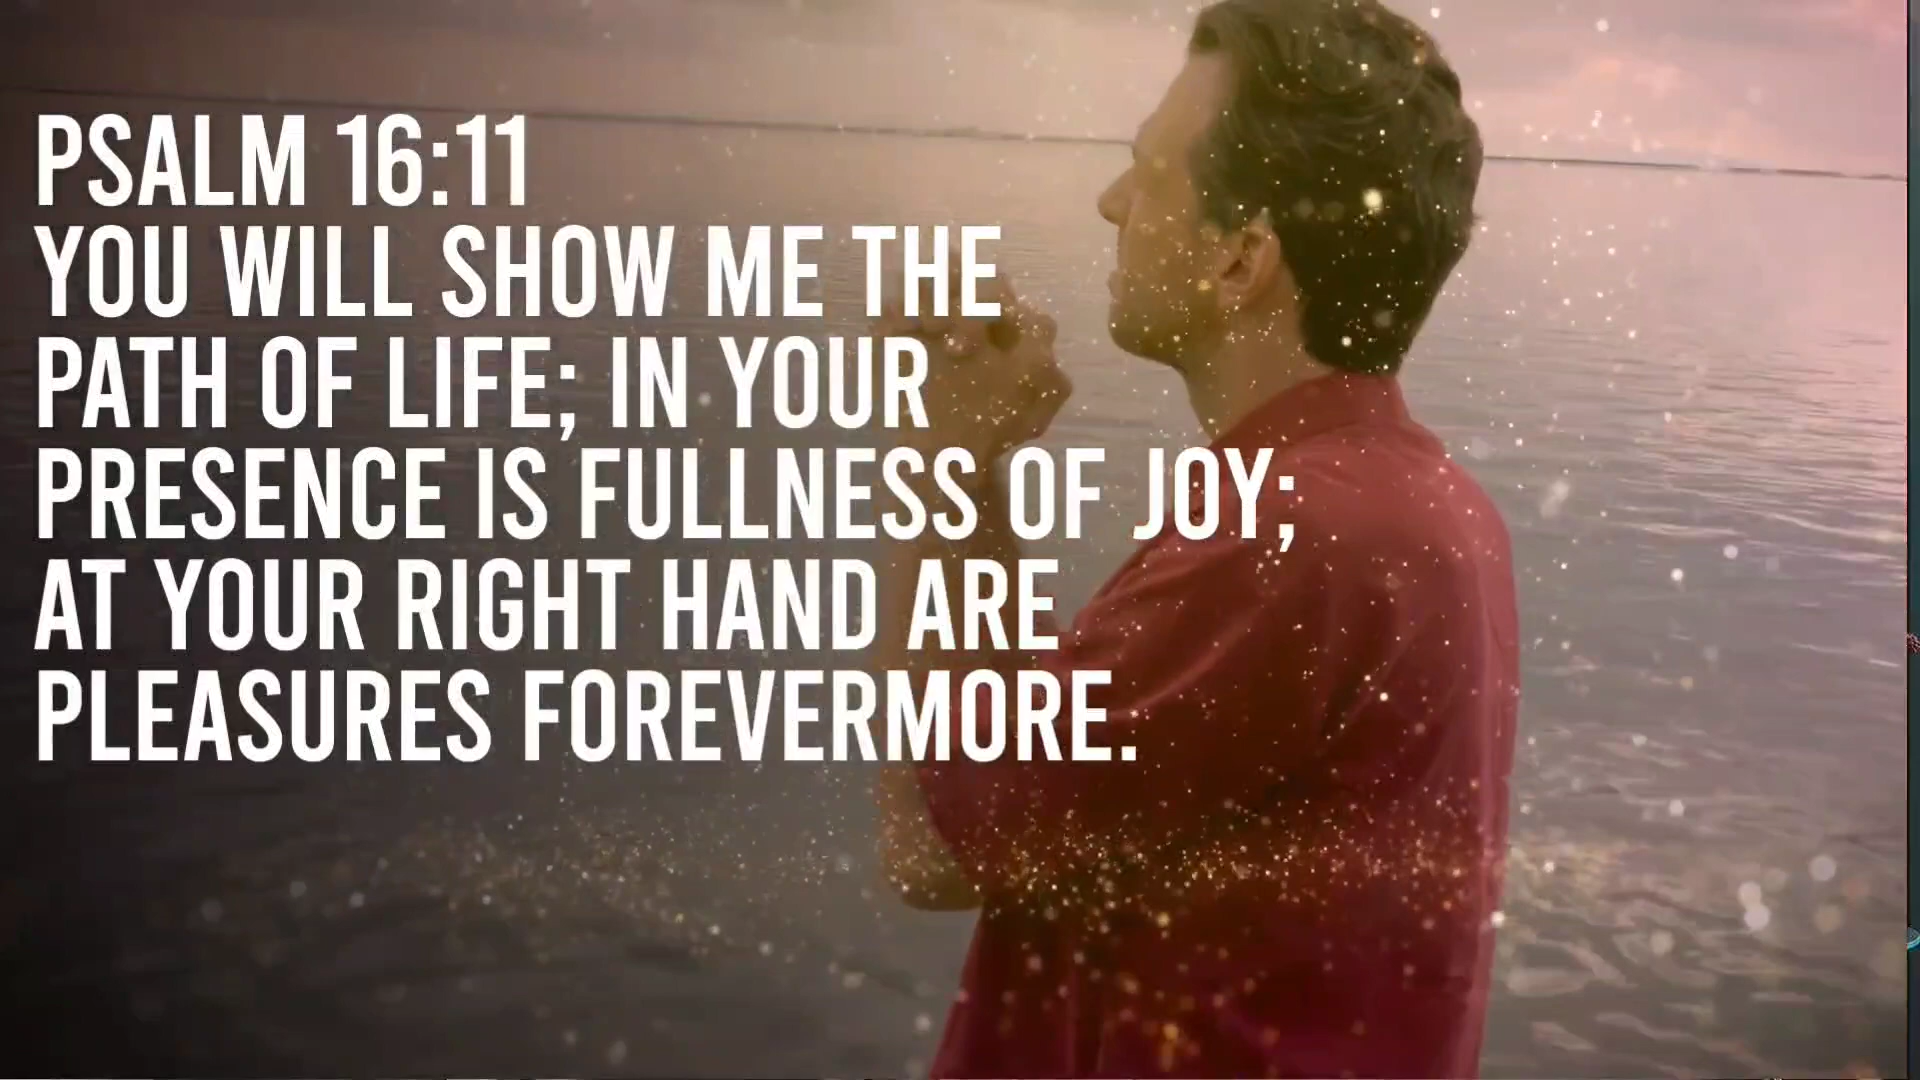 PSALM 16:11
YOU WILL SHOW ME THE
PATH OF LIFE; IN YOUR
PRESENCE IS FULLNESS OF JOY;
AT YOUR RIGHT HAND ARE
PLEASURES FOREVERMORE.